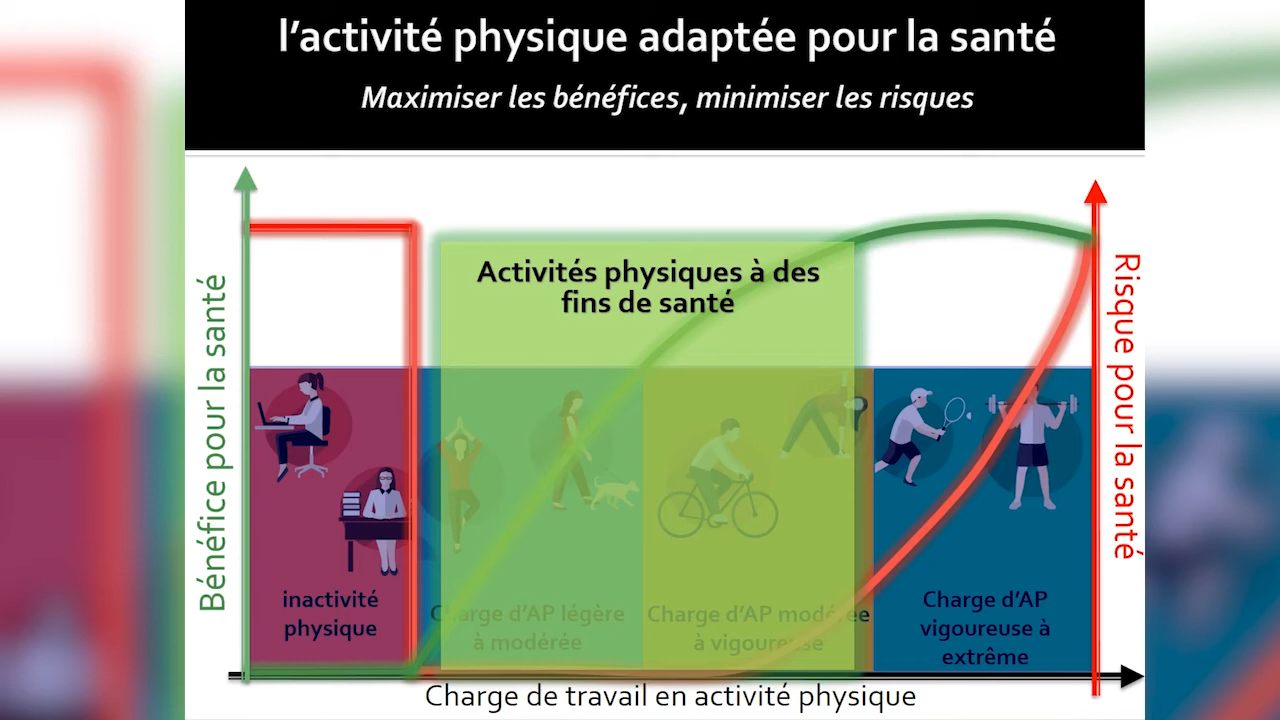 l'activité physique adaptée pour la santé
Maximiser les bénéfices, minimiser les risques
Bénéfice pour la santé
Activités physiques à des
fins de santé
Risque pour la santé
inactivité
physique
Charge d'AP légère
à modérée
Charge d'AP modérée
à vigoureuse
Charge d'AP
vigoureuse à
extrême
Charge de travail en activité physique